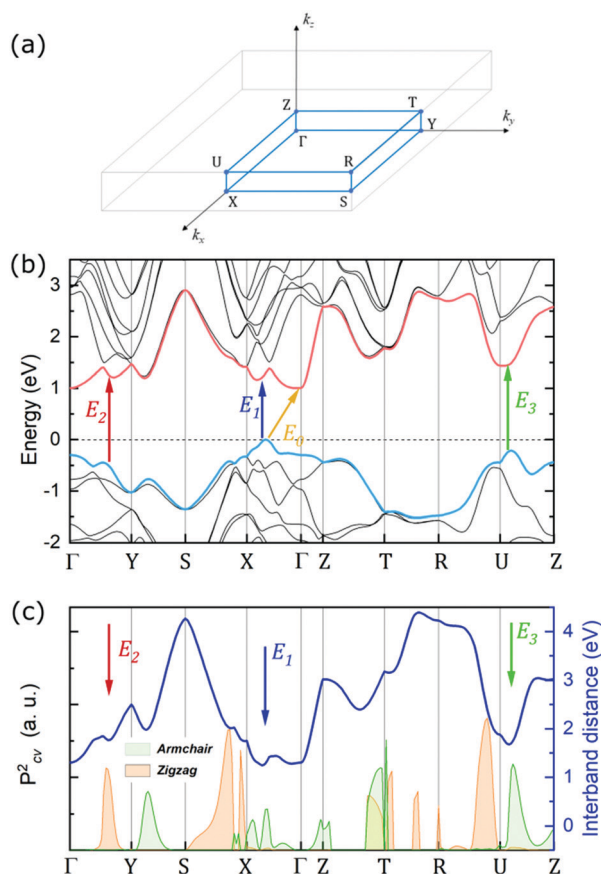 (a)
k_z
Z
T
Γ
Y
k_y
U
R
X
S
k_x
(b)
Energy (eV)
3
2
1
0
-1
-2
E_2
E_1
E_0
E_3
Γ Y S X Γ Z T R U Z
(c)
P²_cv (a. u.)
E_2
E_1
E_3
Armchair
Zigzag
4
3
2
1
0
Interband distance (eV)
Γ Y S X Γ Z T R U Z